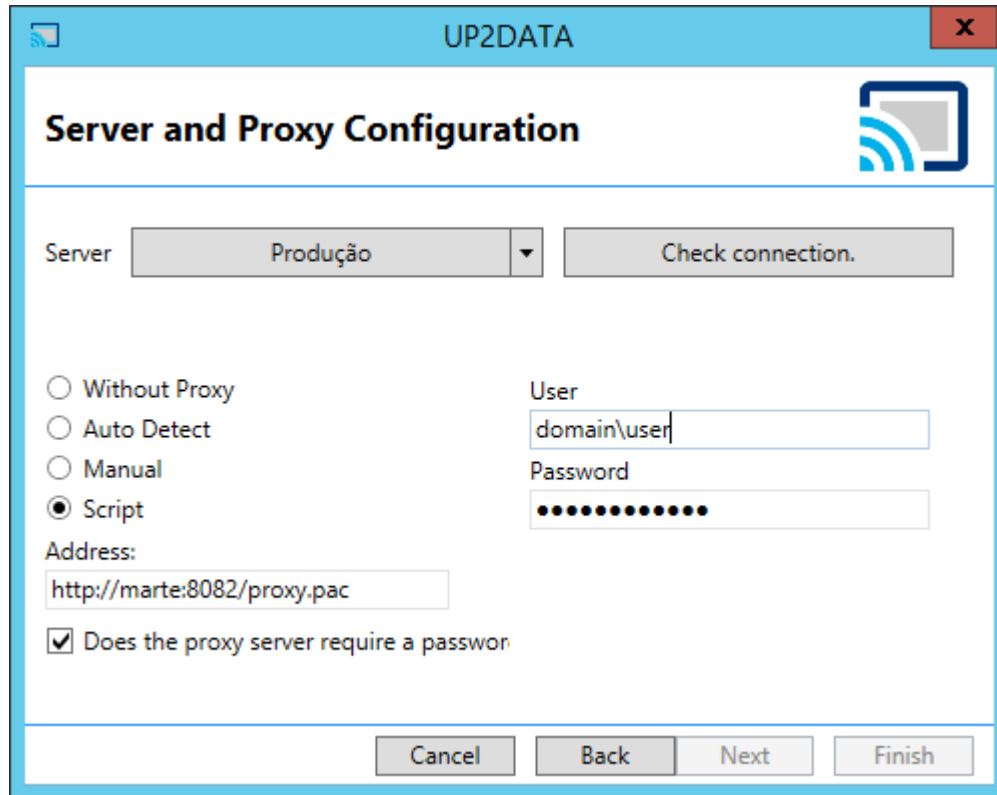 UP2DATA
x
Server and Proxy Configuration
Server Produção Check connection.
Without Proxy
Auto Detect
Manual
Script
Address:
http://marte:8082/proxy.pac
Does the proxy server require a passwor
User
domain\user
Password
••••••••••••
Cancel Back Next Finish